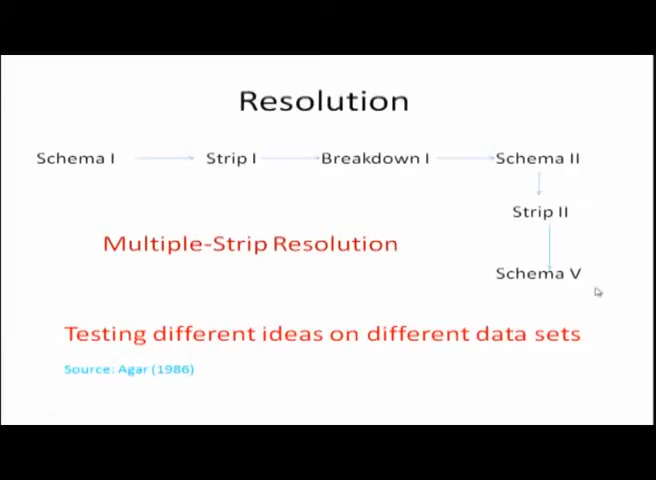 Resolution
Schema I Strip I Breakdown I Schema II
Strip II
Multiple-Strip Resolution
Schema V
Testing different ideas on different data sets
Source: Agar (1986)